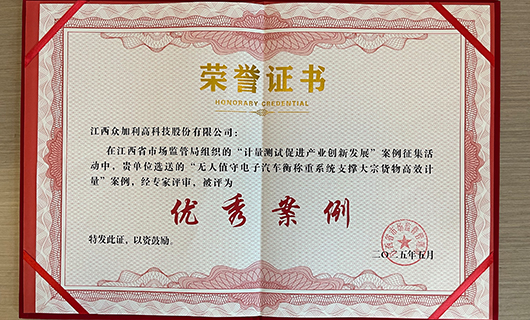 荣誉证书
HONORARY CREDENTIAL
江西众加利高科技股份有限公司：
在江西省市场监管局组织的“计量测试促进产业创新发展”案例征集活
动中，贵单位选送的“无人值守电子汽车衡称重系统支撑大宗货物高效计
量”案例，经专家评审，被评为
优秀案例
特发此证，以资鼓励。
二〇二五年五月